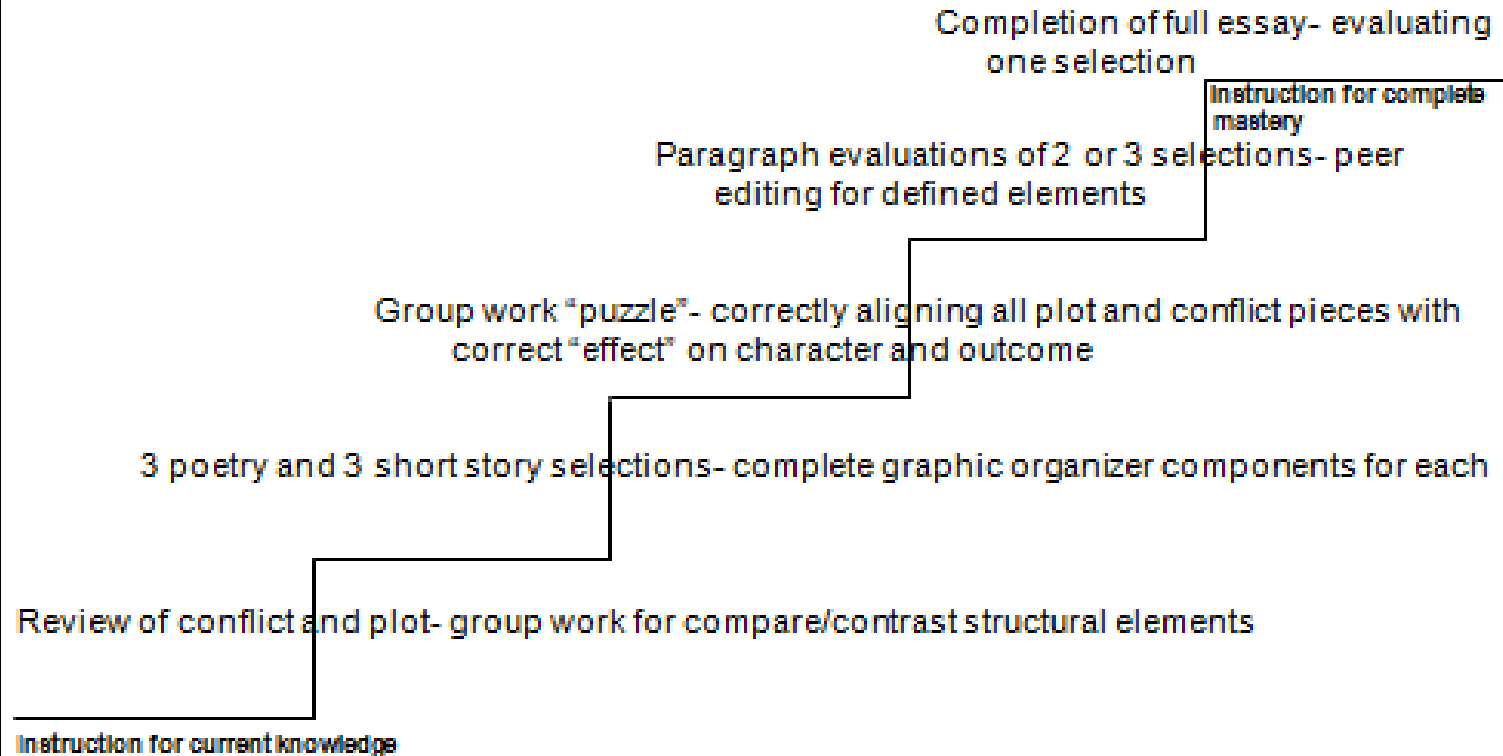 Completion of full essay- evaluating
one selection
Instruction for complete
mastery
Paragraph evaluations of 2 or 3 selections- peer
editing for defined elements
Group work “puzzle”- correctly aligning all plot and conflict pieces with
correct “effect” on character and outcome
3 poetry and 3 short story selections- complete graphic organizer components for each
Review of conflict and plot- group work for compare/contrast structural elements
Instruction for current knowledge